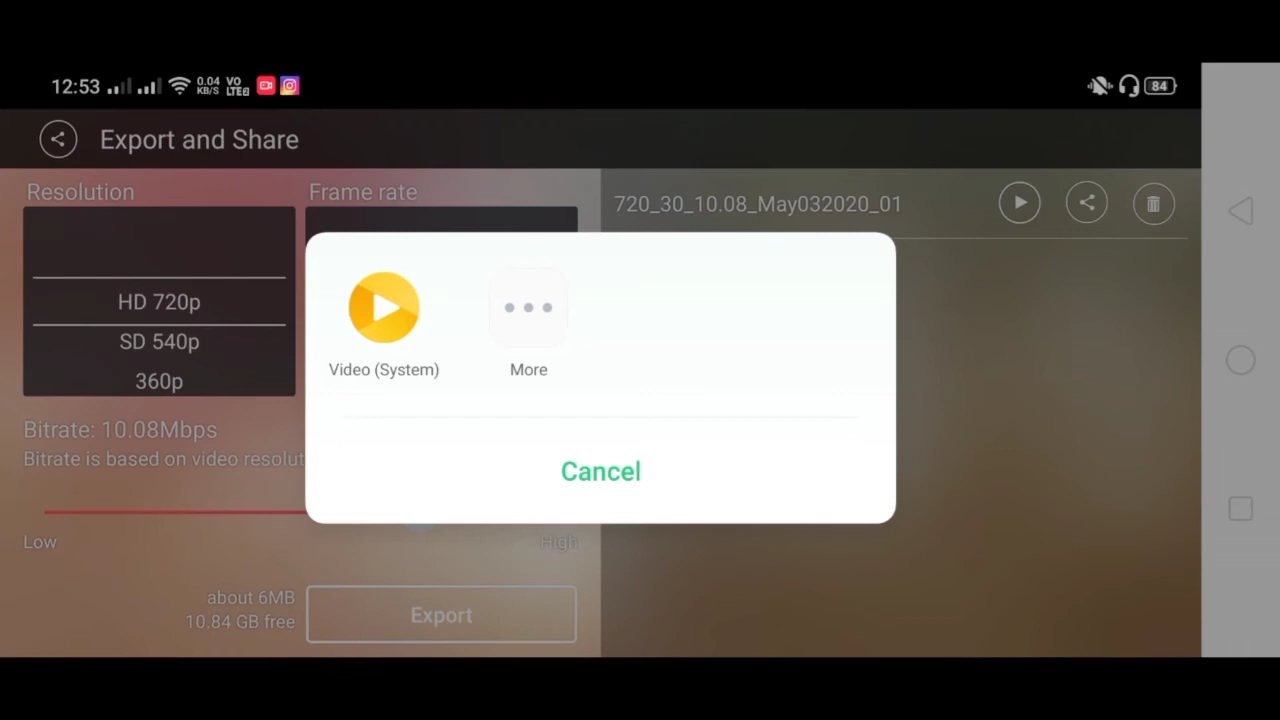 12:53 0.04 KB/S VO LTE 84
Export and Share
Resolution
Frame rate
720_30_10.08_May032020_01
HD 720p
SD 540p
360p
Video (System)
More
Bitrate: 10.08Mbps
Bitrate is based on video resolut
Cancel
Low
High
about 6MB
10.84 GB free
Export